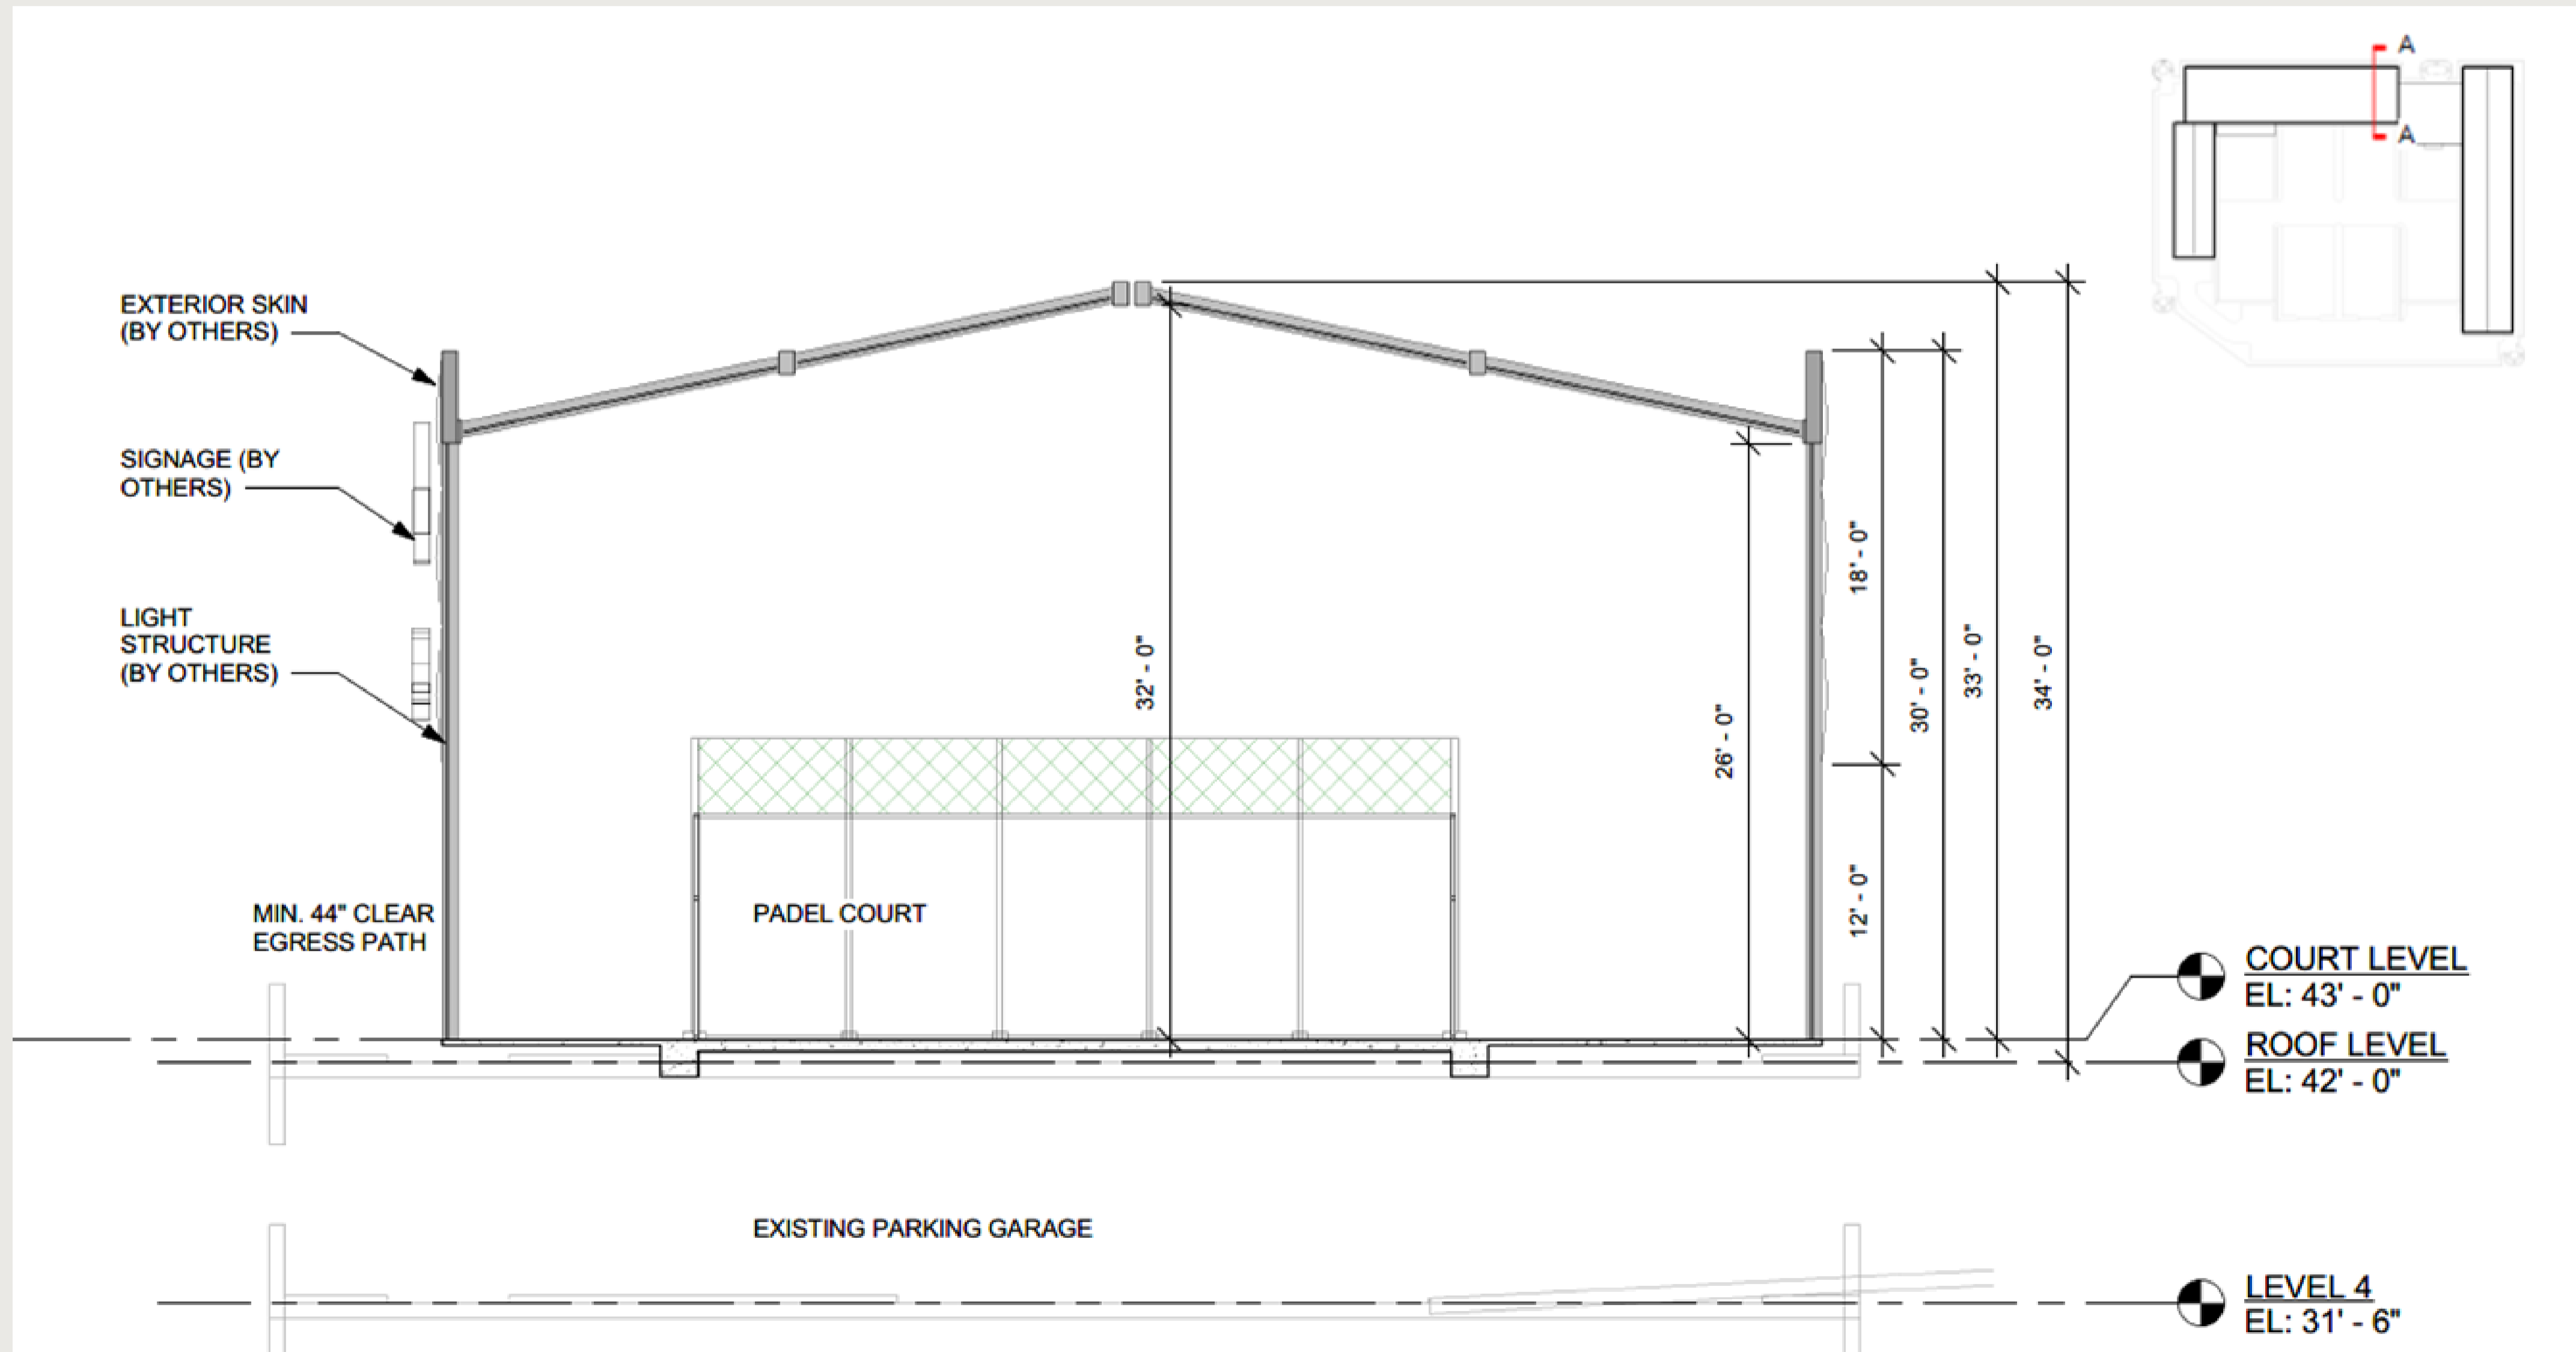 A
A
EXTERIOR SKIN
(BY OTHERS)
SIGNAGE (BY
OTHERS)
LIGHT
STRUCTURE
(BY OTHERS)
MIN. 44" CLEAR
EGRESS PATH
PADEL COURT
32' - 0"
26' - 0"
18' - 0"
12' - 0"
30' - 0"
33' - 0"
34' - 0"
COURT LEVEL
EL: 43' - 0"
ROOF LEVEL
EL: 42' - 0"
EXISTING PARKING GARAGE
LEVEL 4
EL: 31' - 6"